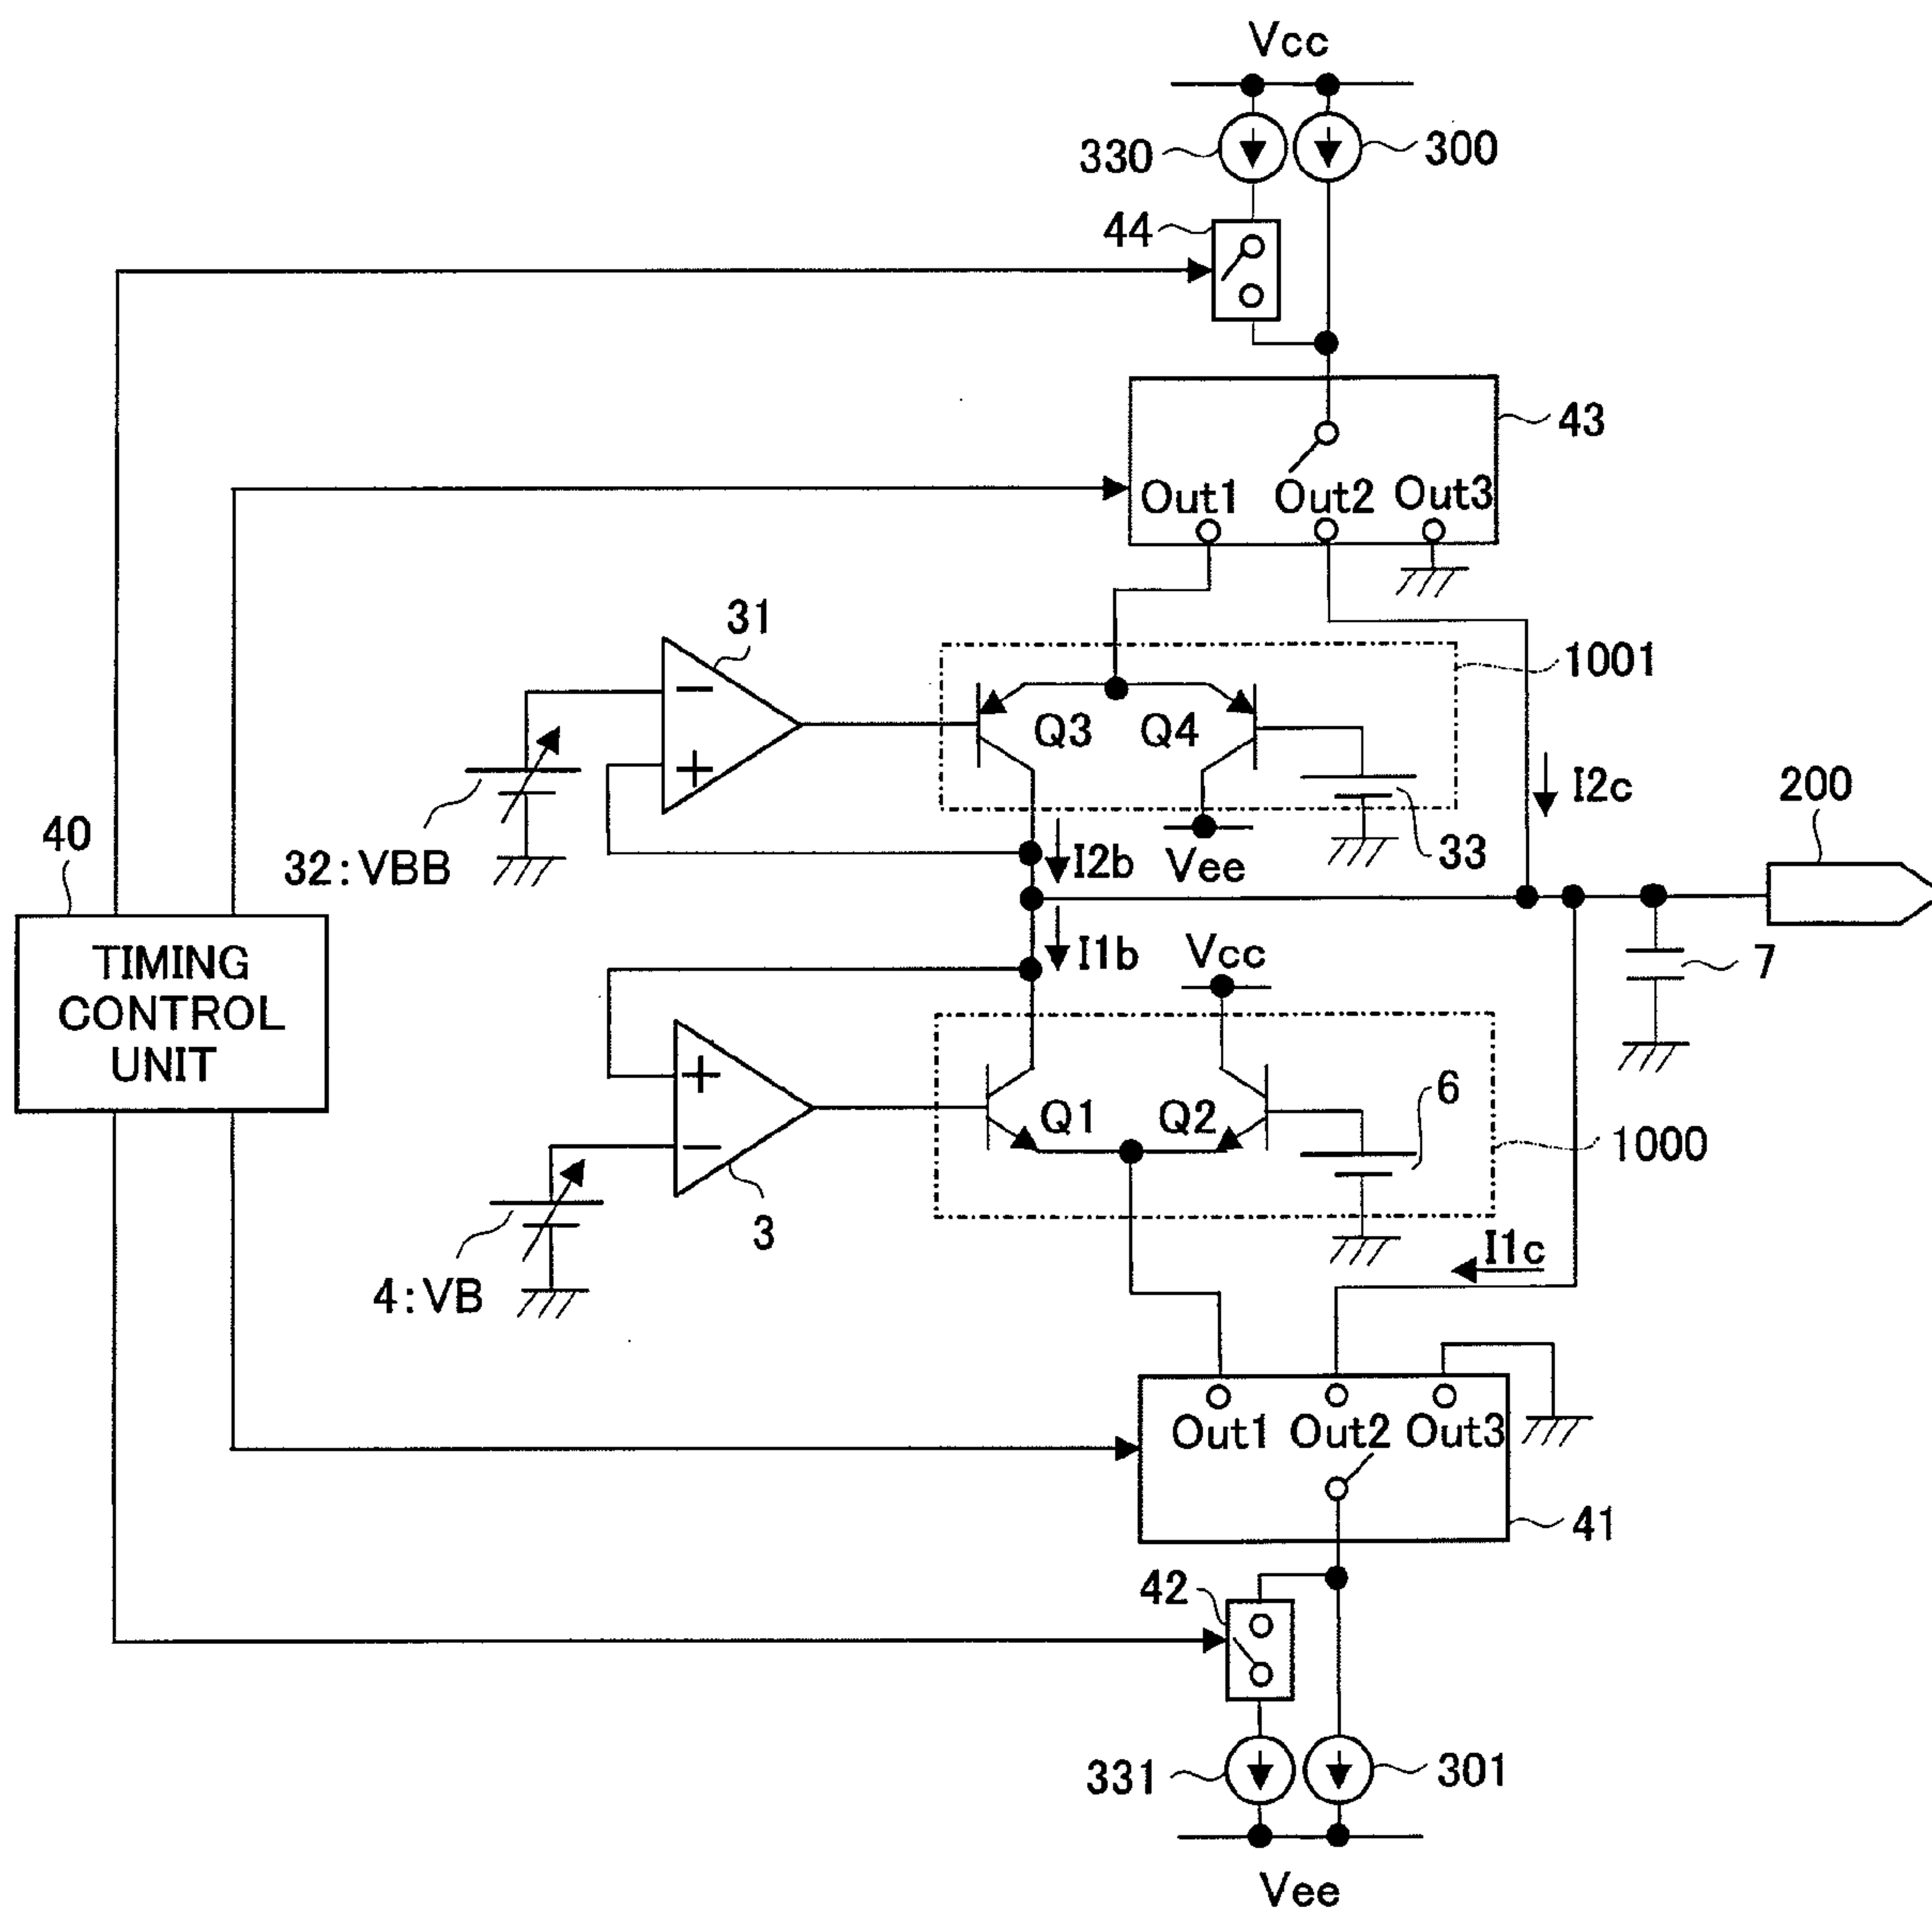 Vcc
330
300
44
43
Out1 Out2 Out3
31
1001
Q3 Q4
I2c
200
40
32:VBB
I2b
Vee
33
TIMING
CONTROL
UNIT
I1b
Vcc
7
Q1 Q2
6
1000
3
4:VB
I1c
Out1 Out2 Out3
41
42
331
301
Vee